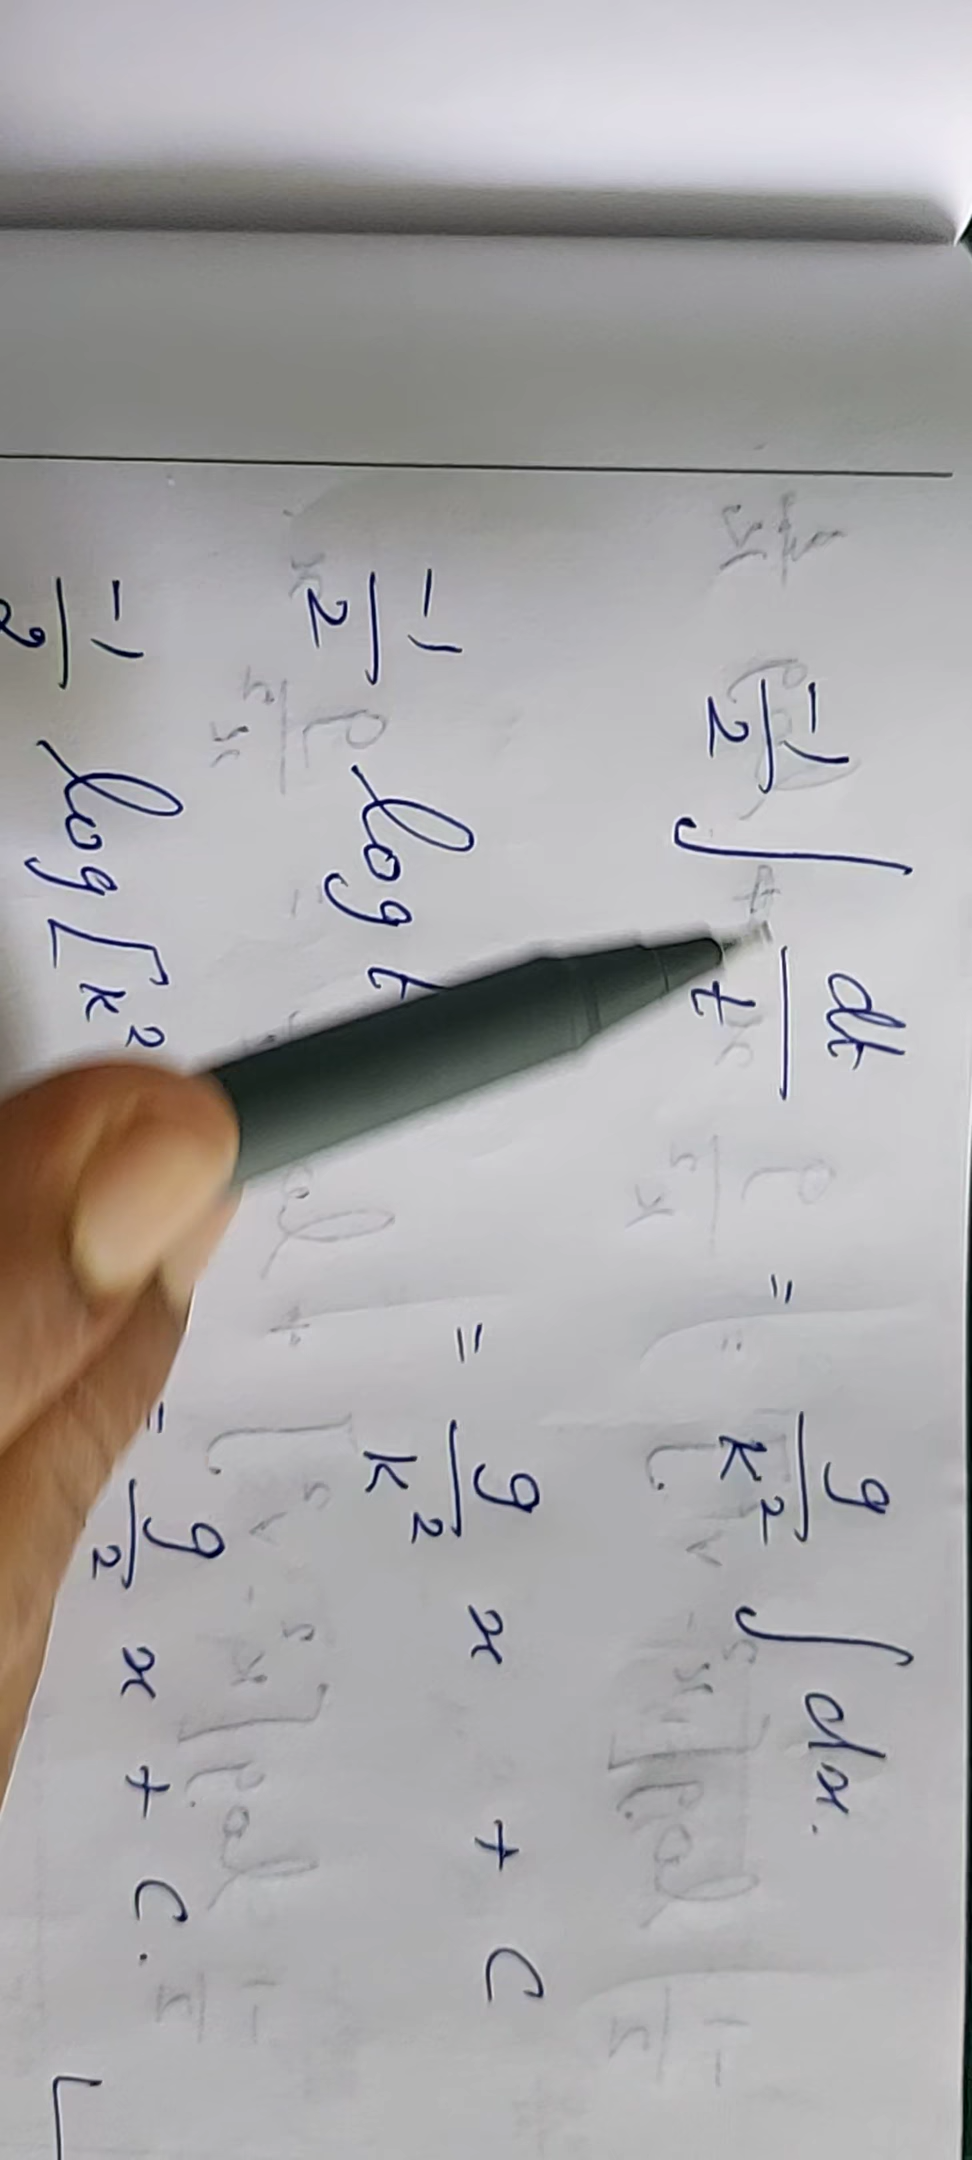 -1/2 ∫ dt/t = g/k² ∫ dx.
-1/2 log t = g/k² x + C
-1/2 log [k² = g/2 x + C.